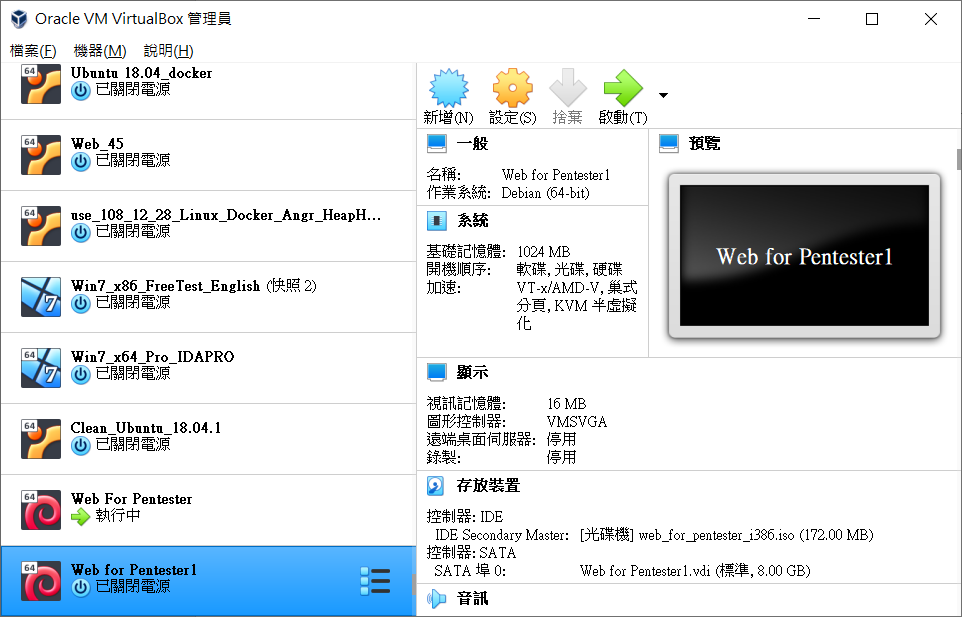 Oracle VM VirtualBox 管理員
檔案(F) 機器(M) 說明(H)
64
Ubuntu 18.04_docker
已關閉電源
64
Web_45
已關閉電源
64
use_108_12_28_Linux_Docker_Angr_HeapH...
已關閉電源
7
Win7_x86_FreeTest_English (快照 2)
已關閉電源
64
7
Win7_x64_Pro_IDAPRO
已關閉電源
64
Clean_Ubuntu_18.04.1
已關閉電源
64
Web For Pentester
執行中
64
Web for Pentester1
已關閉電源
新增(N) 設定(S) 捨棄 啟動(T)
一般
名稱: Web for Pentester1
作業系統: Debian (64-bit)
預覽
Web for Pentester1
系統
基礎記憶體: 1024 MB
開機順序: 軟碟, 光碟, 硬碟
加速: VT-x/AMD-V, 巢式
分頁, KVM 半虛擬
化
顯示
視訊記憶體: 16 MB
圖形控制器: VMSVGA
遠端桌面伺服器: 停用
錄製: 停用
存放裝置
控制器: IDE
IDE Secondary Master: [光碟機] web_for_pentester_i386.iso (172.00 MB)
控制器: SATA
SATA 埠 0: Web for Pentester1.vdi (標準, 8.00 GB)
音訊